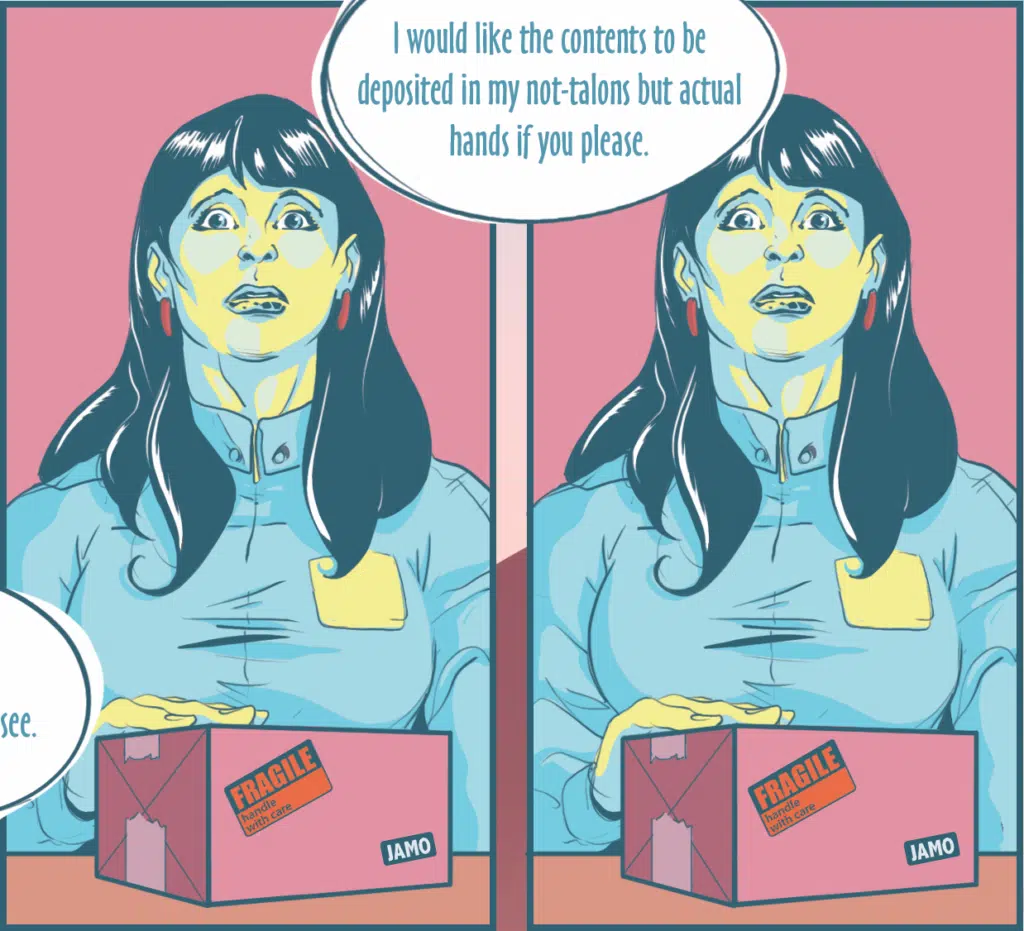 I would like the contents to be
deposited in my not-talons but actual
hands if you please.
see.
FRAGILE
handle
with care
JAMO
FRAGILE
handle
with care
JAMO